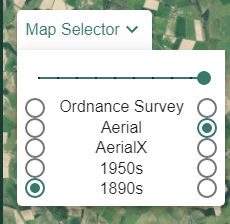 Map Selector
Ordnance Survey
Aerial
AerialX
1950s
1890s